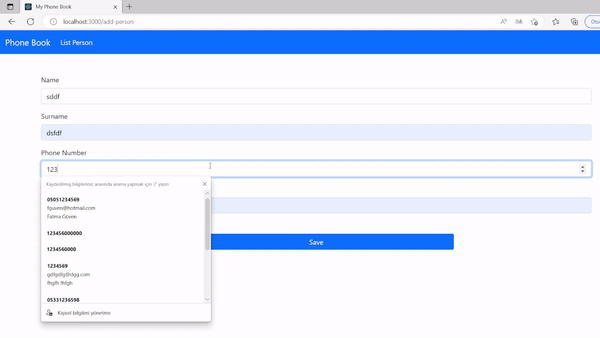 My Phone Book
localhost:3000/add-person
Phone Book
List Person
Name
sddf
Surname
dsfdf
Phone Number
123
Kaydedilmiş bilgileriniz arasında arama yapmak için "/" yazın
05051234569
fguven@hotmail.com
Fatma Güven
123456000000
1234560000
1234569
gdfgdfg@dgg.com
fhgfh fhfgh
05331236598
Kişisel bilgileri yönetme
Save